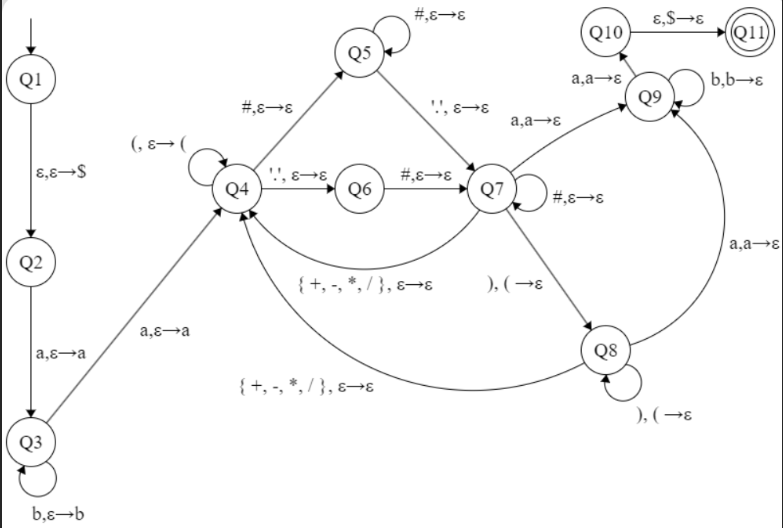 #,ε→ε
Q5
Q10
ε,$→ε
Q11
Q1
a,a→ε
Q9
b,b→ε
#,ε→ε
'.', ε→ε
a,a→ε
(, ε→ (
ε,ε→$
Q4
'.', ε→ε
Q6
#,ε→ε
Q7
#,ε→ε
Q2
a,a→ε
{ +, -, *, / }, ε→ε
), ( →ε
a,ε→a
a,ε→a
Q8
{ +, -, *, / }, ε→ε
), ( →ε
Q3
b,ε→b